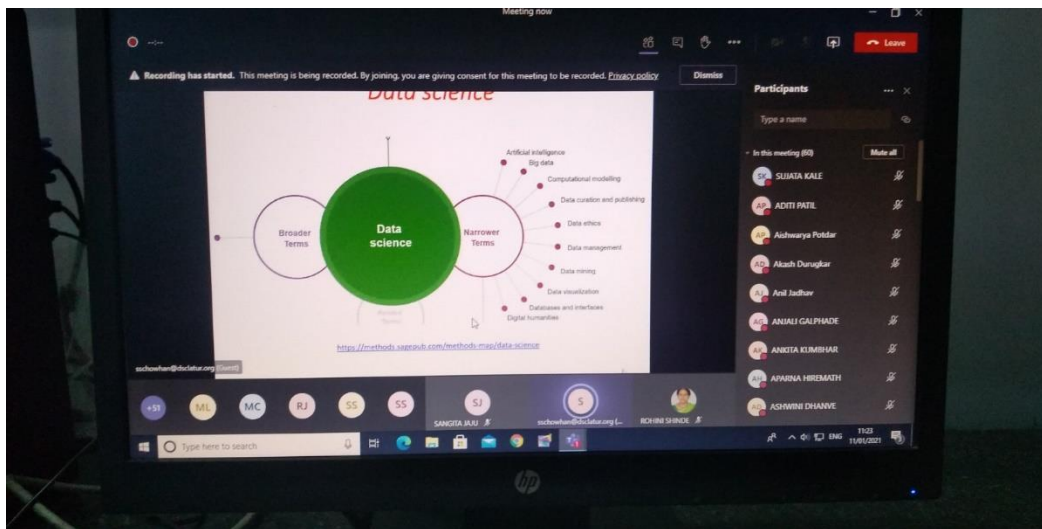 Meeting now
--:--
Leave
Recording has started. This meeting is being recorded. By joining, you are giving consent for this meeting to be recorded. Privacy policy
Dismiss
Data science
Broader
Terms
Data
science
Narrower
Terms
Artificial intelligence
Big data
Computational modelling
Data curation and publishing
Data ethics
Data management
Data mining
Data visualization
Databases and interfaces
Digital humanities
Related
Terms
https://methods.sagepub.com/methods-map/data-science
sschowhan@dsclatur.org (Guest)
Participants
Type a name
In this meeting (60)
Mute all
SK SUJATA KALE
AP ADITI PATIL
AP Aishwarya Potdar
AD Akash Durugkar
AJ Anil Jadhav
AG ANJALI GALPHADE
AK ANKITA KUMBHAR
AH APARNA HIREMATH
AD ASHWINI DHANVE
+51
ML
MC
RJ
SS
SS
SJ
SANGITA JAJU
S
sschowhan@dsclatur.org (...
ROHINI SHINDE
Type here to search
ENG
11:23
11/01/2021
hp